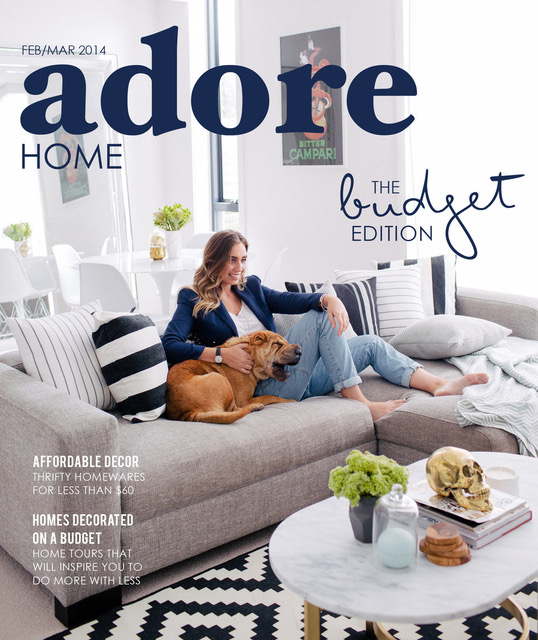 FEB/MAR 2014
adore
HOME
BITTER
CAMPARI
THE
budget
EDITION
AFFORDABLE DECOR
THRIFTY HOMEWARES
FOR LESS THAN $60
HOMES DECORATED
ON A BUDGET
HOME TOURS THAT
WILL INSPIRE YOU TO
DO MORE WITH LESS